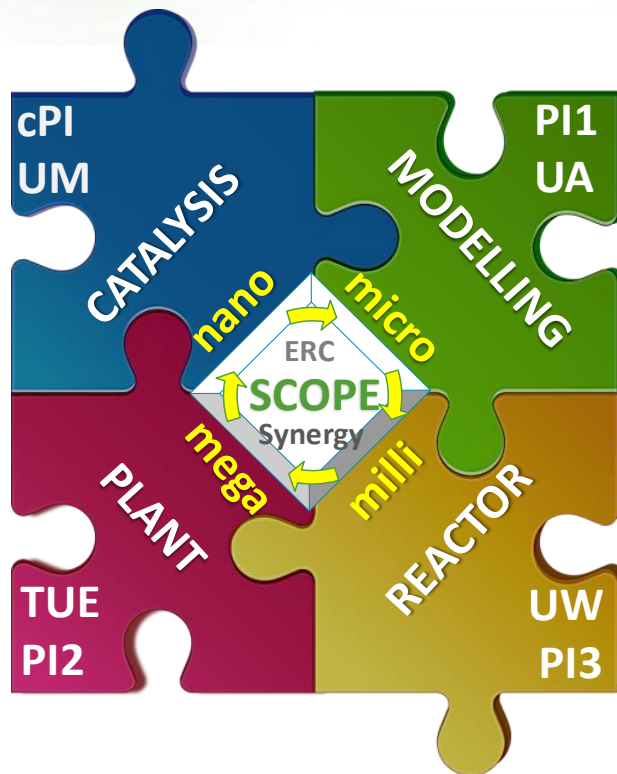 cPI
UM
CATALYSIS
nano
PI1
UA
MODELLING
micro
ERC
SCOPE
Synergy
mega
PLANT
TUE
PI2
milli
REACTOR
UW
PI3